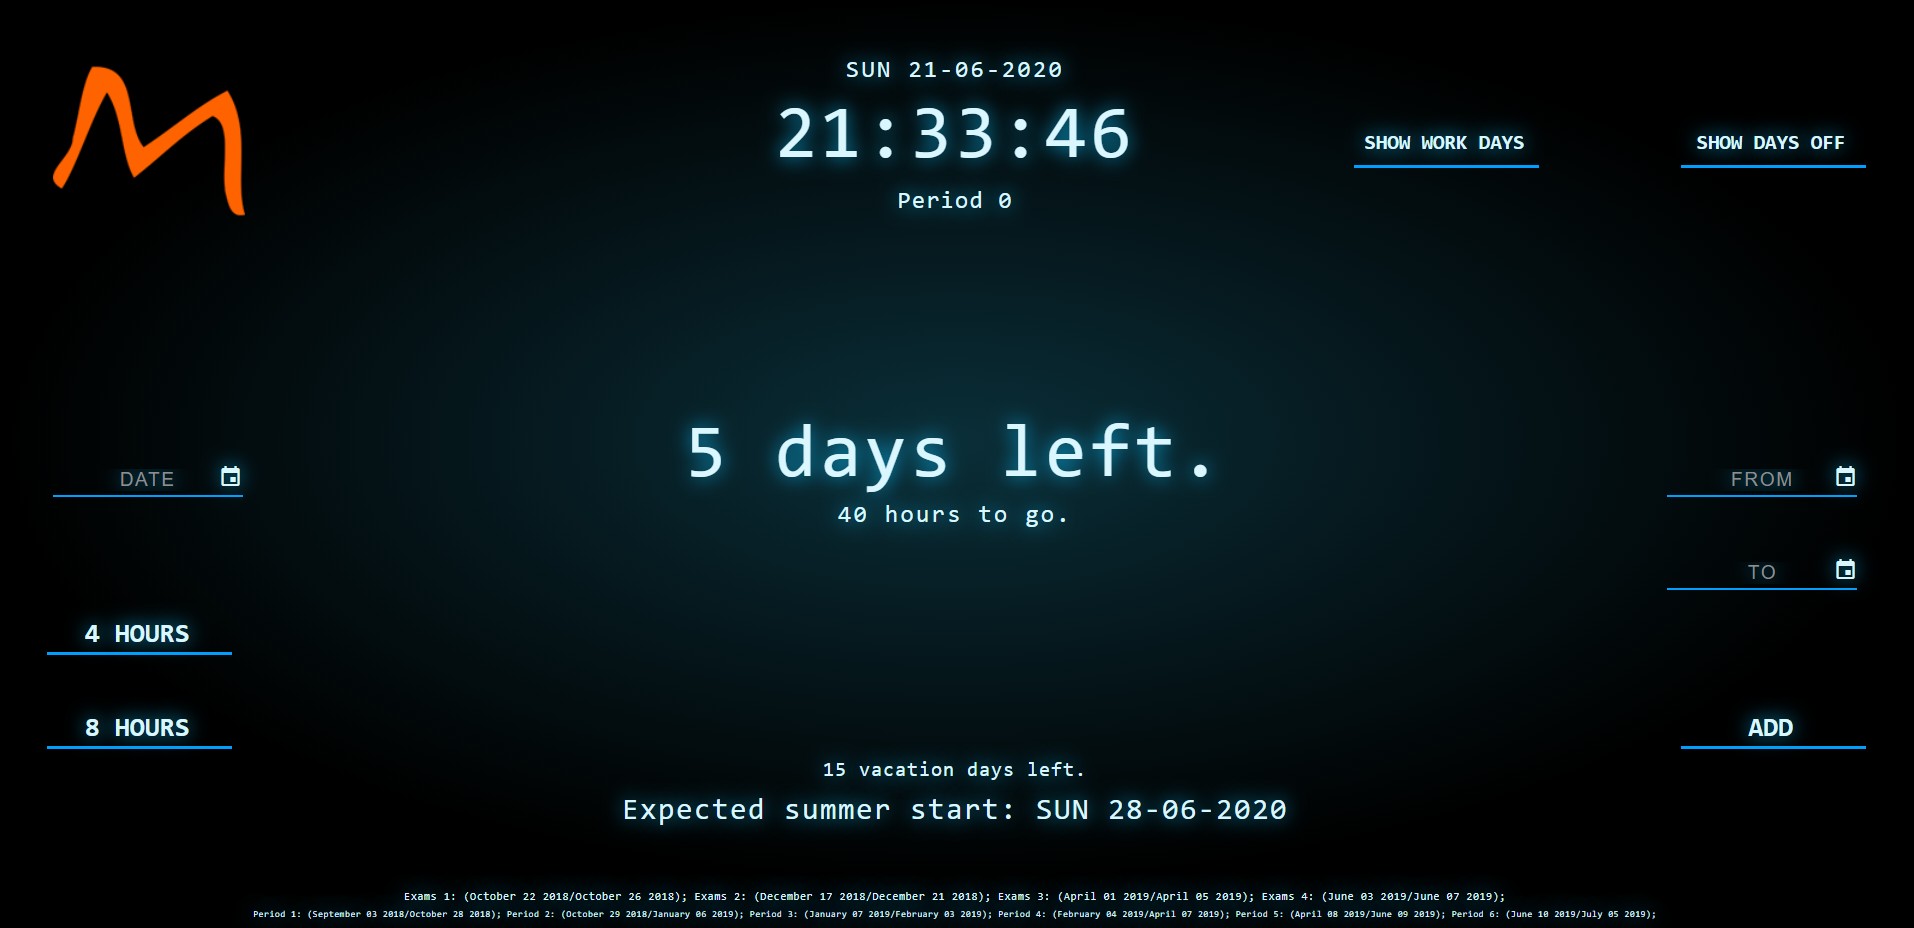 SUN 21-06-2020
21:33:46
Period 0
SHOW WORK DAYS
SHOW DAYS OFF
5 days left.
40 hours to go.
DATE
FROM
TO
4 HOURS
8 HOURS
ADD
15 vacation days left.
Expected summer start: SUN 28-06-2020
Exams 1: (October 22 2018/October 26 2018); Exams 2: (December 17 2018/December 21 2018); Exams 3: (April 01 2019/April 05 2019); Exams 4: (June 03 2019/June 07 2019);
Period 1: (September 03 2018/October 28 2018); Period 2: (October 29 2018/January 06 2019); Period 3: (January 07 2019/February 03 2019); Period 4: (February 04 2019/April 07 2019); Period 5: (April 08 2019/June 09 2019); Period 6: (June 10 2019/July 05 2019);